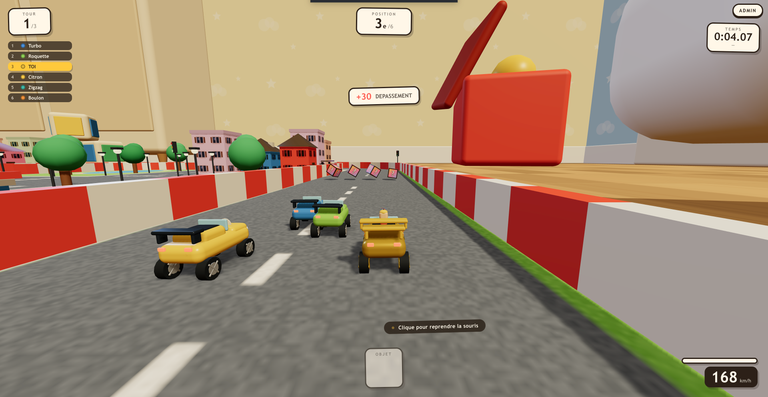 TOUR
1/3
1 Turbo
2 Roquette
3 TOI
4 Citron
5 Zigzag
6 Boulon
POSITION
3e/6
+30 DEPASSEMENT
ADMIN
TEMPS
0:04.07
Clique pour reprendre la souris
OBJET
168 km/h